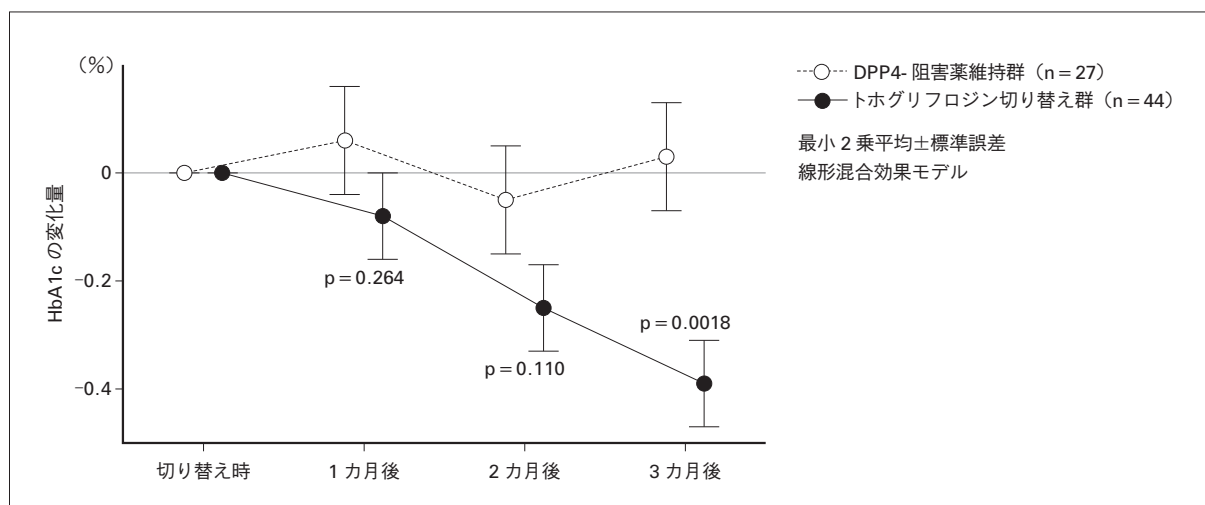 （%）
0
−0.2
−0.4
HbA1c の変化量
p＝0.264
p＝0.110
p＝0.0018
切り替え時
1 カ月後
2 カ月後
3 カ月後
DPP4- 阻害薬維持群（n＝27）
トホグリフロジン切り替え群（n＝44）
最小 2 乗平均±標準誤差
線形混合効果モデル